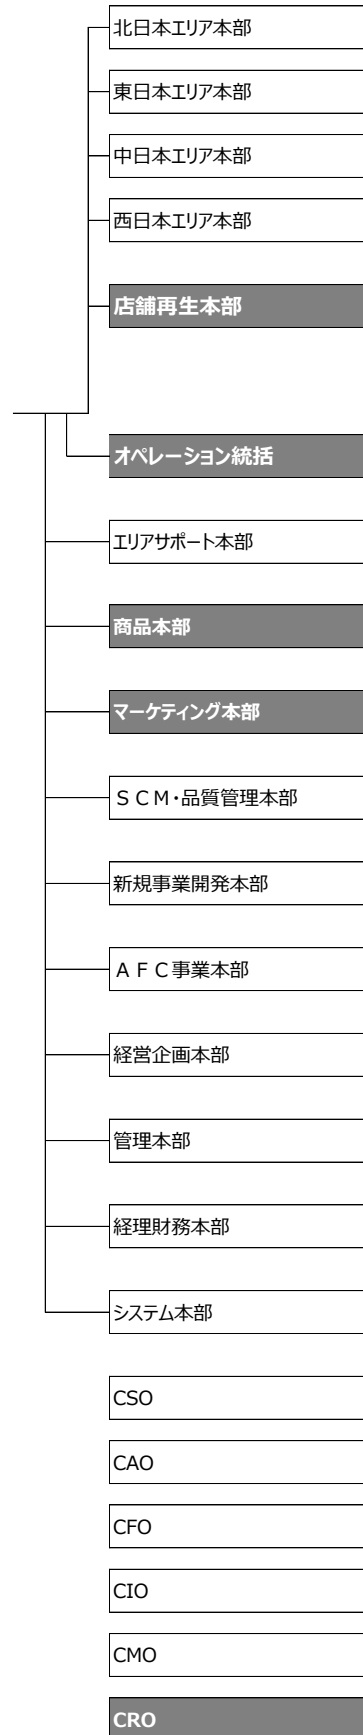 北日本エリア本部
東日本エリア本部
中日本エリア本部
西日本エリア本部
店舗再生本部
オペレーション統括
エリアサポート本部
商品本部
マーケティング本部
ＳＣＭ・品質管理本部
新規事業開発本部
ＡＦＣ事業本部
経営企画本部
管理本部
経理財務本部
システム本部
CSO
CAO
CFO
CIO
CMO
CRO